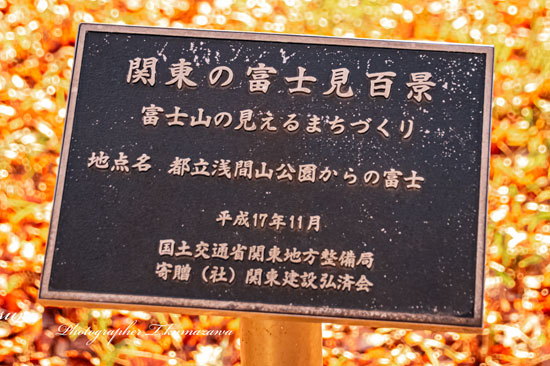 関東の富士見百景
富士山の見えるまちづくり
地点名 都立浅間山公園からの富士
平成17年11月
国土交通省関東地方整備局
寄贈（社）関東建設弘済会
Photographer T.Kumazawa